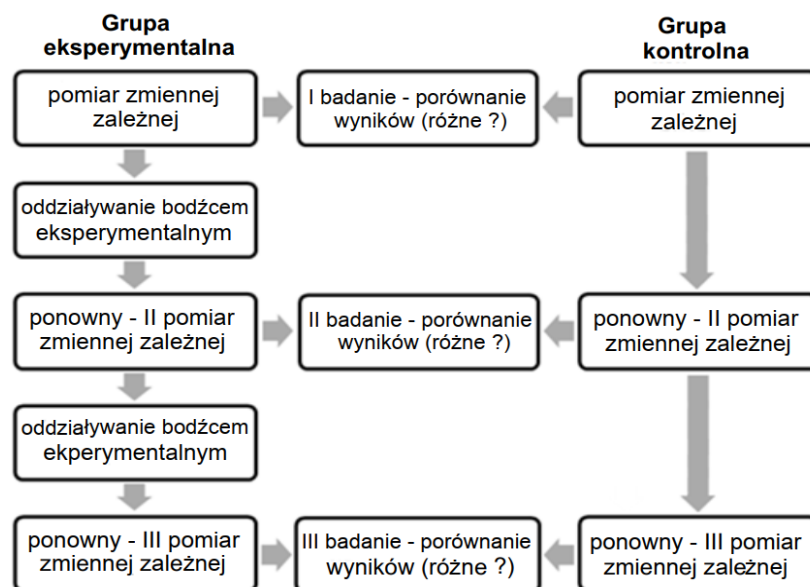 Grupa
eksperymentalna
Grupa
kontrolna
pomiar zmiennej
zależnej
I badanie - porównanie
wyników (różne ?)
pomiar zmiennej
zależnej
oddziaływanie bodźcem
eksperymentalnym
ponowny - II pomiar
zmiennej zależnej
II badanie - porównanie
wyników (różne ?)
ponowny - II pomiar
zmiennej zależnej
oddziaływanie bodźcem
ekperymentalnym
ponowny - III pomiar
zmiennej zależnej
III badanie - porównanie
wyników (różne ?)
ponowny - III pomiar
zmiennej zależnej